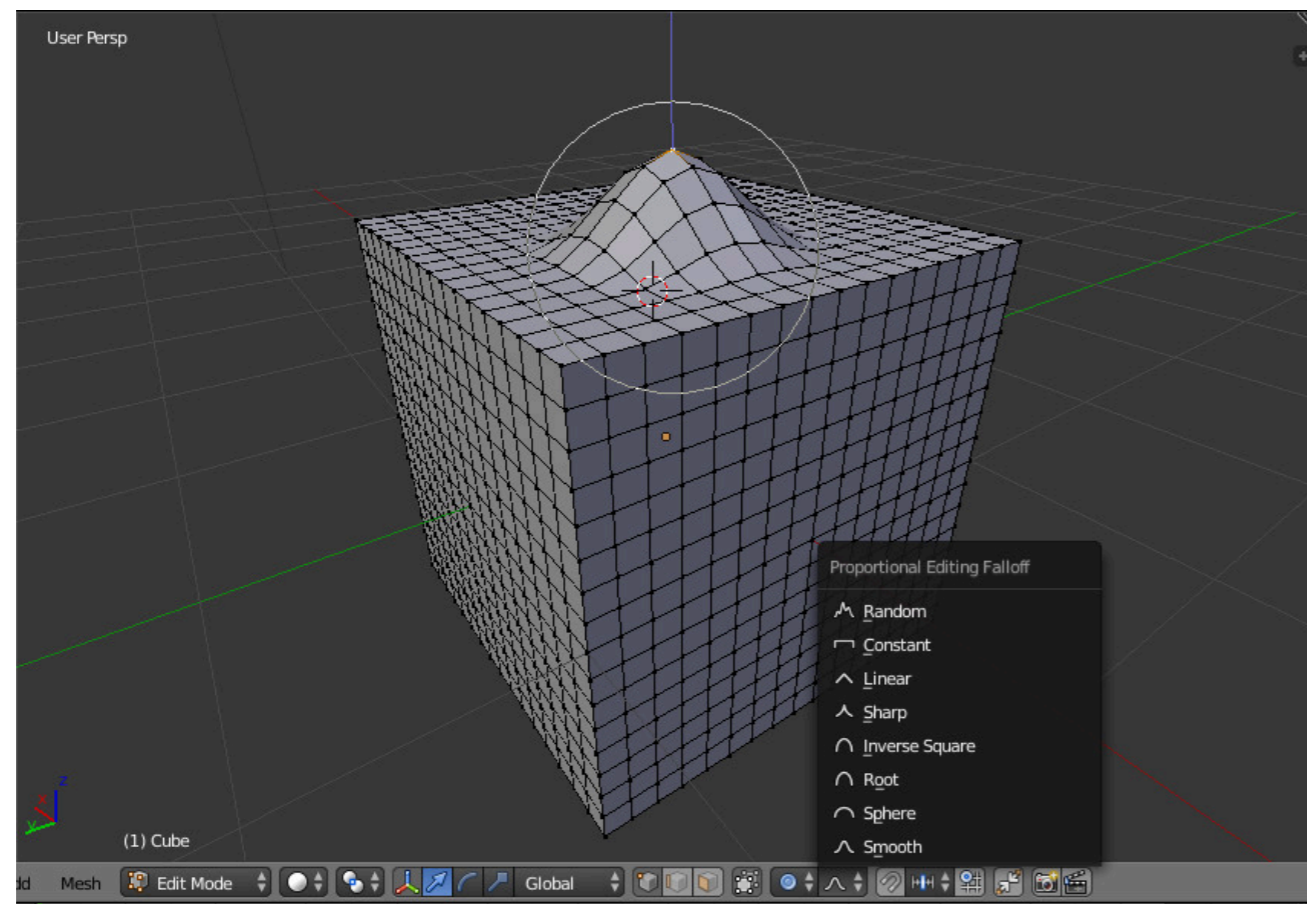 User Persp
Proportional Editing Falloff
Random
Constant
Linear
Sharp
Inverse Square
Root
Sphere
Smooth
z
x
y
(1) Cube
dd Mesh Edit Mode Global